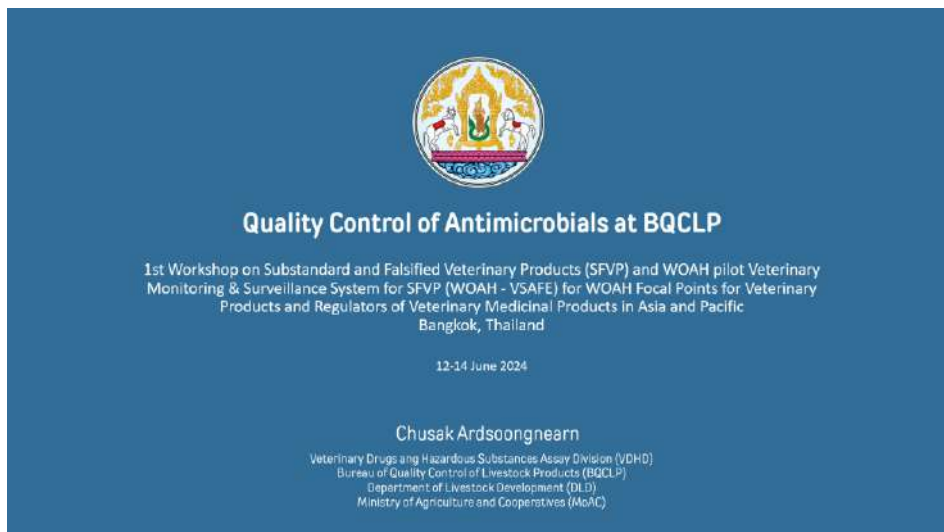 Quality Control of Antimicrobials at BQCLP
1st Workshop on Substandard and Falsified Veterinary Products (SFVP) and WOAH pilot Veterinary
Monitoring & Surveillance System for SFVP (WOAH - VSAFE) for WOAH Focal Points for Veterinary
Products and Regulators of Veterinary Medicinal Products in Asia and Pacific
Bangkok, Thailand
12-14 June 2024
Chusak Ardsoongnearn
Veterinary Drugs ang Hazardous Substances Assay Division (VDHD)
Bureau of Quality Control of Livestock Products (BQCLP)
Department of Livestock Development (DLD)
Ministry of Agriculture and Cooperatives (MoAC)